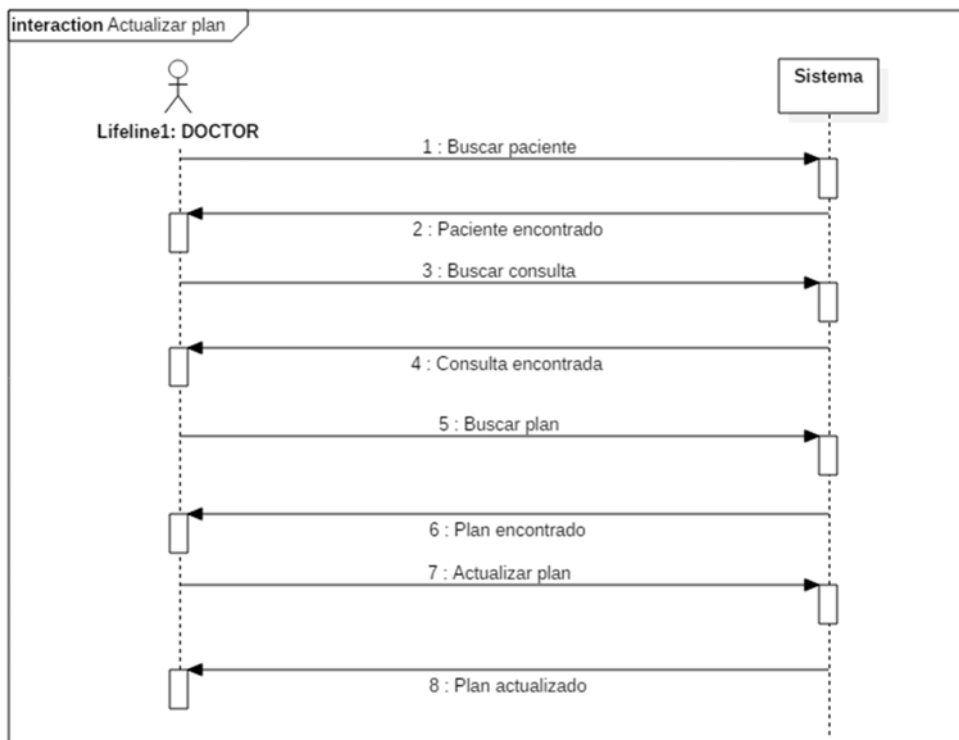 interaction Actualizar plan
Sistema
Lifeline1: DOCTOR
1 : Buscar paciente
2 : Paciente encontrado
3 : Buscar consulta
4 : Consulta encontrada
5 : Buscar plan
6 : Plan encontrado
7 : Actualizar plan
8 : Plan actualizado